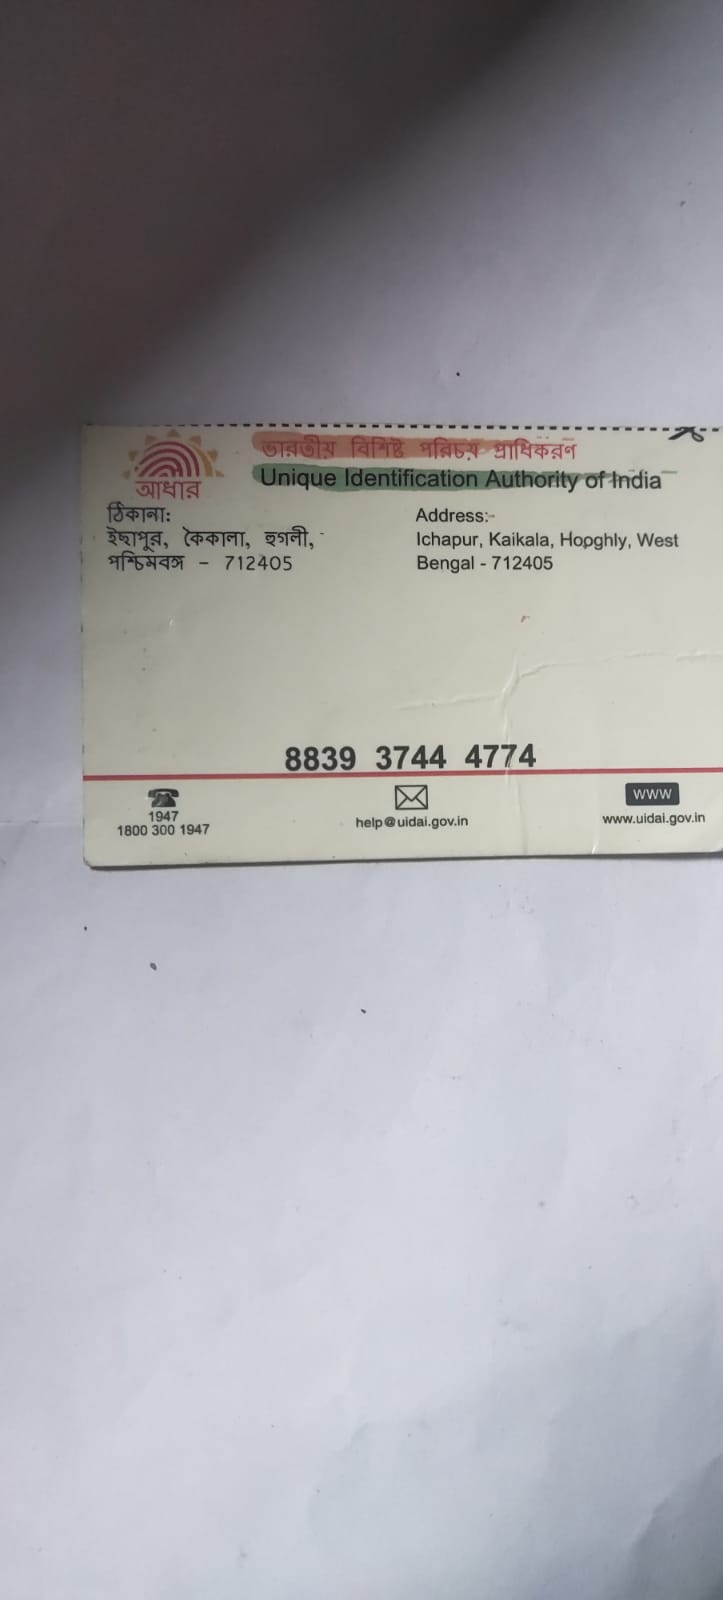 ভারতীয় বিশিষ্ট পরিচয় প্রাধিকরণ
আধার
Unique Identification Authority of India
ঠিকানা:
ইছাপুর, কৈকালা, হুগলী,
পশ্চিমবঙ্গ - 712405
Address:
Ichapur, Kaikala, Hooghly, West
Bengal - 712405
8839 3744 4774
1947
1800 300 1947
help@uidai.gov.in
WWW
www.uidai.gov.in